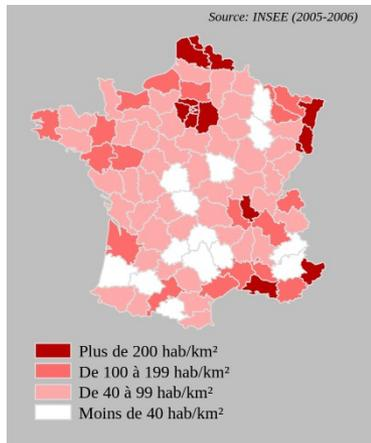 Source: INSEE (2005-2006)
Plus de 200 hab/km²
De 100 à 199 hab/km²
De 40 à 99 hab/km²
Moins de 40 hab/km²